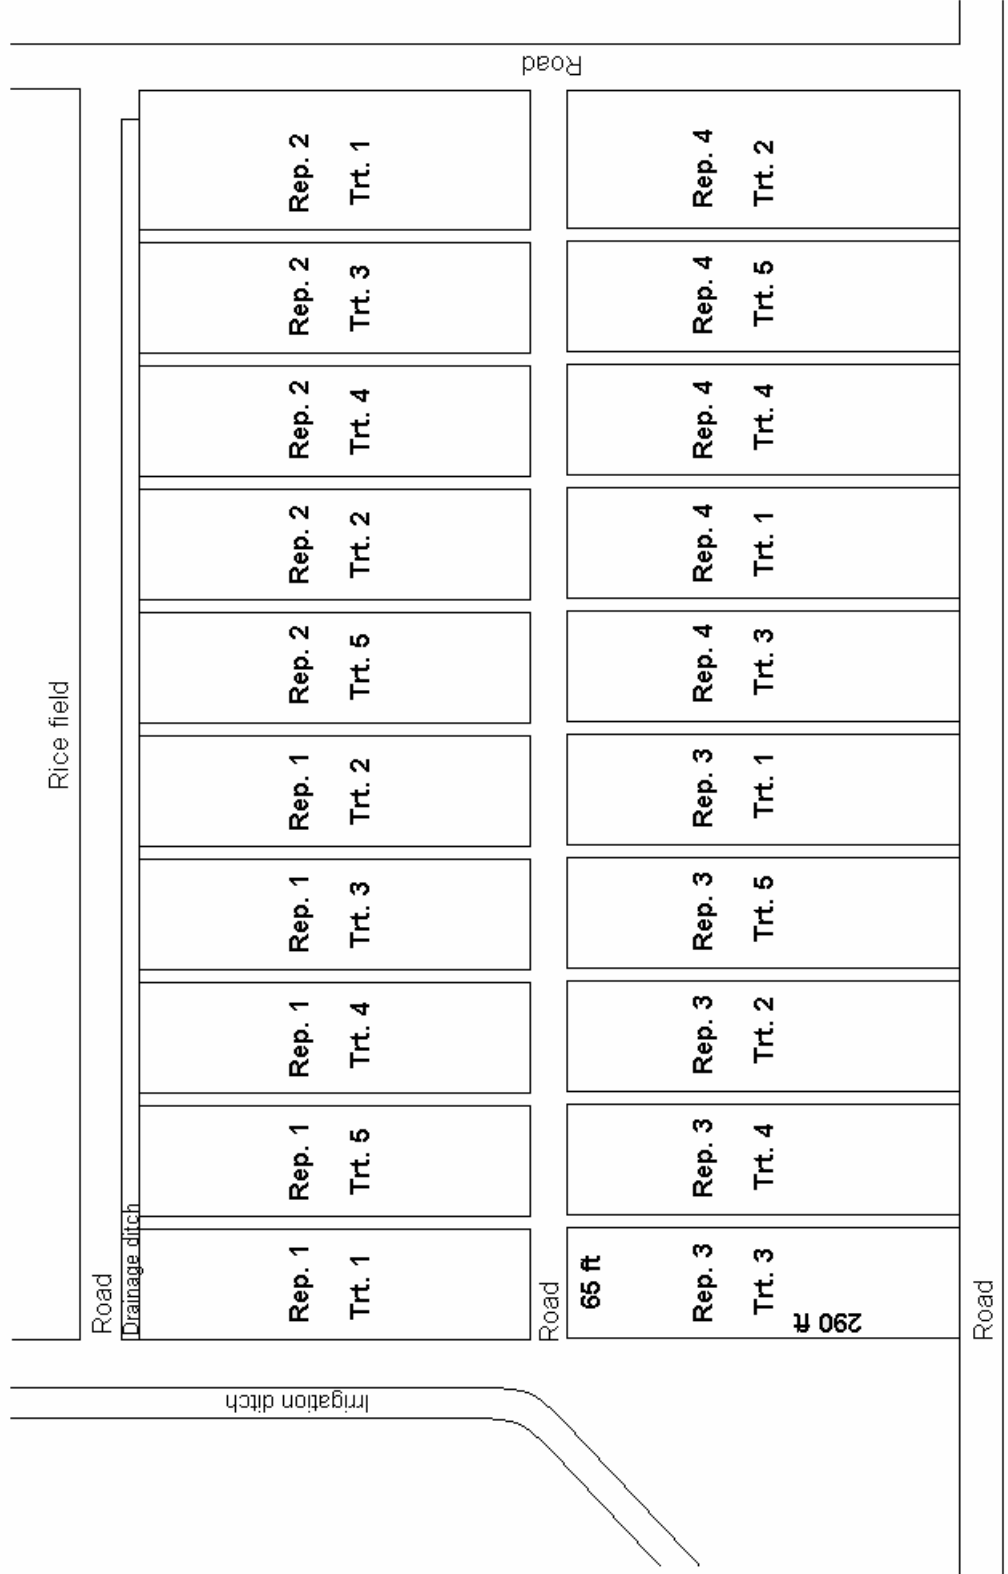 Road
Rep. 2
Trt. 1
Rep. 4
Trt. 2
Rep. 2
Trt. 3
Rep. 4
Trt. 5
Rep. 2
Trt. 4
Rep. 4
Trt. 4
Rep. 2
Trt. 2
Rep. 4
Trt. 1
Rep. 2
Trt. 5
Rep. 4
Trt. 3
Rice field
Rep. 1
Trt. 2
Rep. 3
Trt. 1
Rep. 1
Trt. 3
Rep. 3
Trt. 5
Rep. 1
Trt. 4
Rep. 3
Trt. 2
Rep. 1
Trt. 5
Rep. 3
Trt. 4
Road
Drainage ditch
Rep. 1
Trt. 1
Road
65 ft
Rep. 3
Trt. 3
290 ft
Road
Irrigation ditch